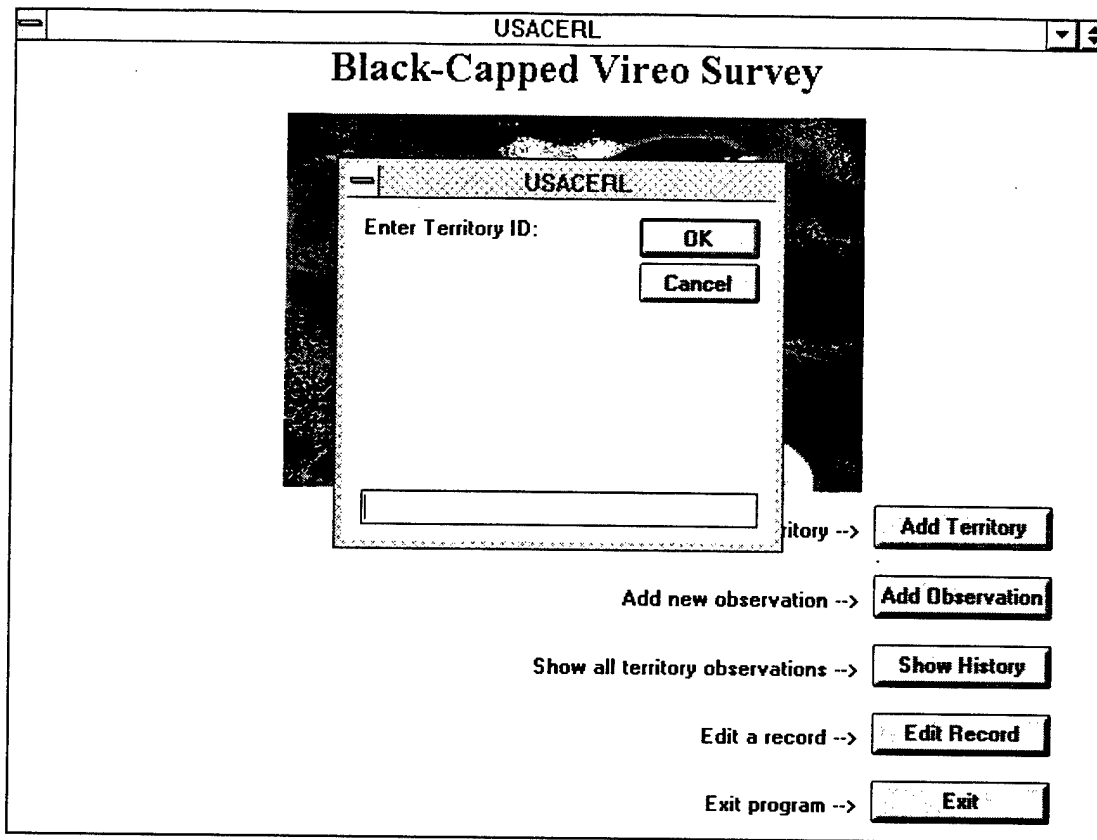 USACERL
Black-Capped Vireo Survey
USACERL
Enter Territory ID:
OK
Cancel
ritory --> Add Territory
Add new observation --> Add Observation
Show all territory observations --> Show History
Edit a record --> Edit Record
Exit program --> Exit